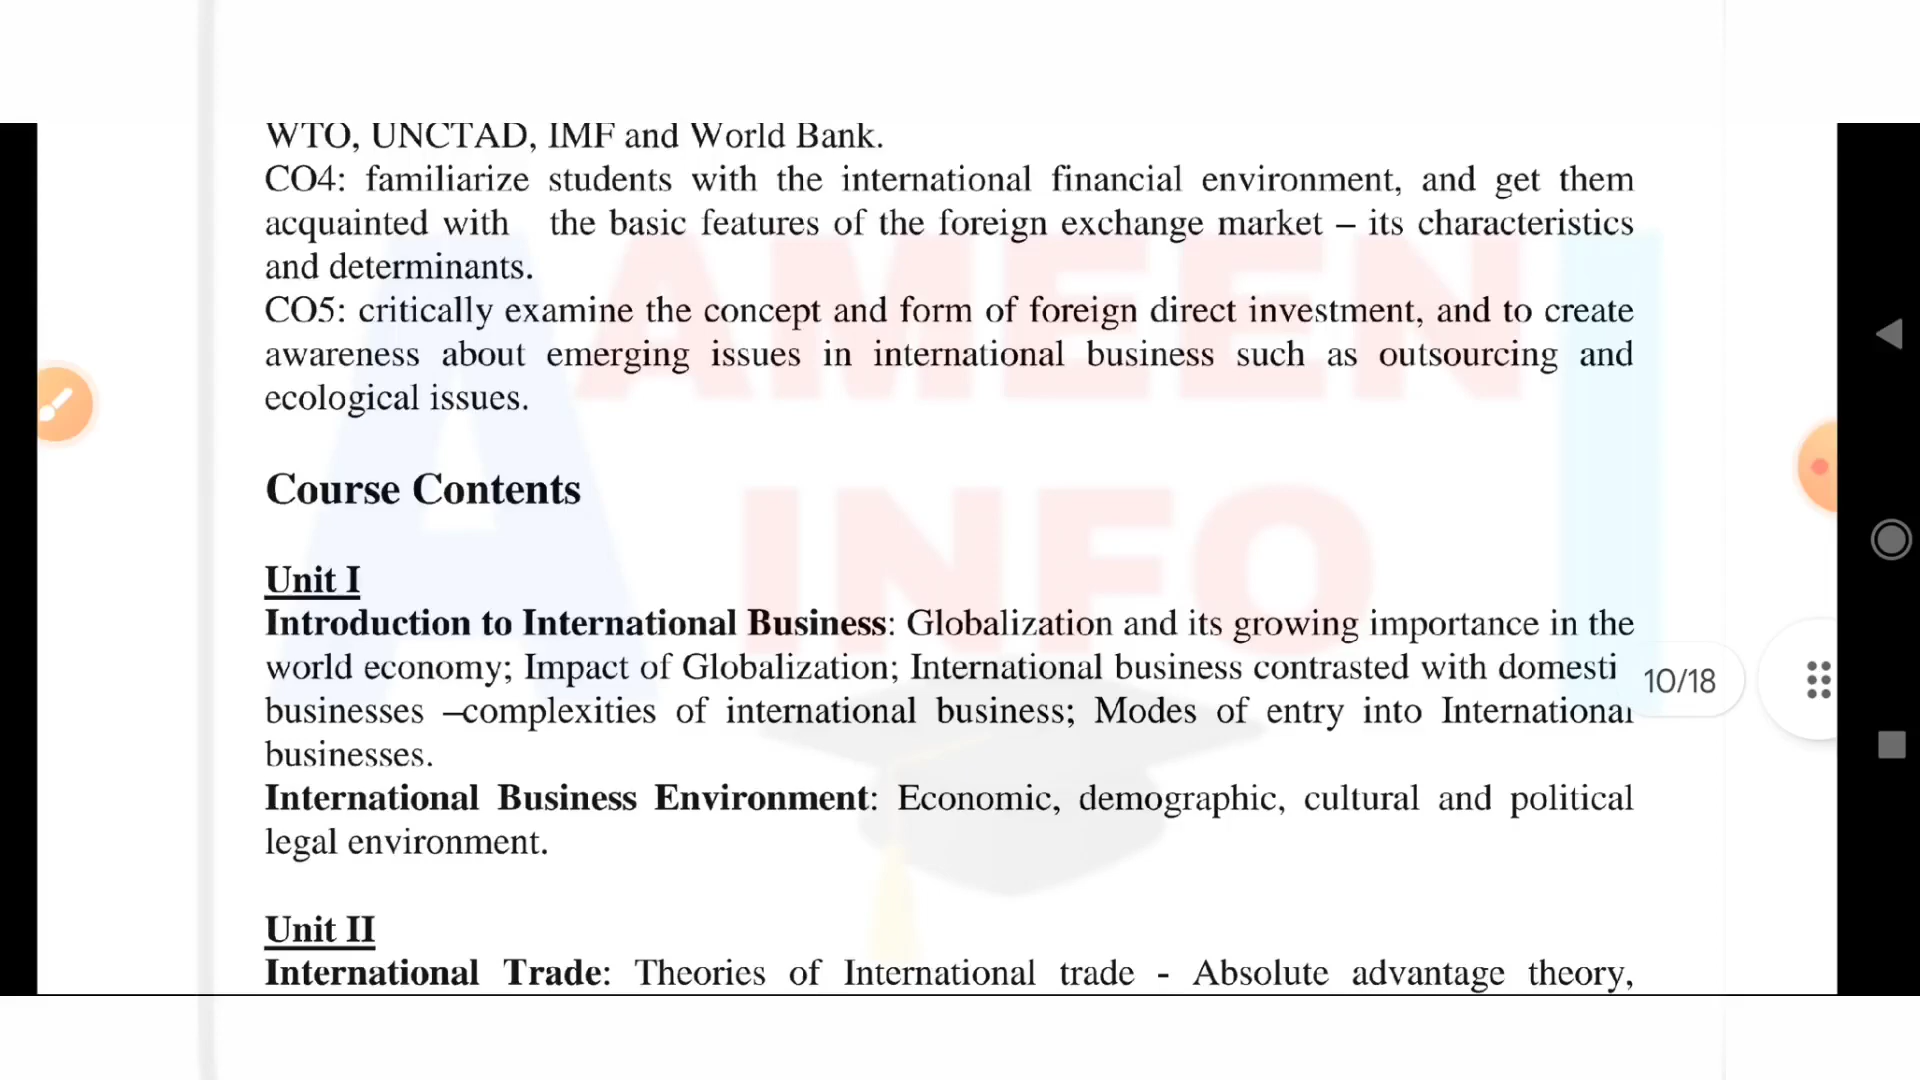 WTO, UNCTAD, IMF and World Bank.
CO4: familiarize students with the international financial environment, and get them
acquainted with the basic features of the foreign exchange market – its characteristics
and determinants.
CO5: critically examine the concept and form of foreign direct investment, and to create
awareness about emerging issues in international business such as outsourcing and
ecological issues.
Course Contents
Unit I
Introduction to International Business: Globalization and its growing importance in the
world economy; Impact of Globalization; International business contrasted with domesti
businesses –complexities of international business; Modes of entry into International
businesses.
International Business Environment: Economic, demographic, cultural and political
legal environment.
Unit II
International Trade: Theories of International trade - Absolute advantage theory,
10/18
AMEEN
INFO